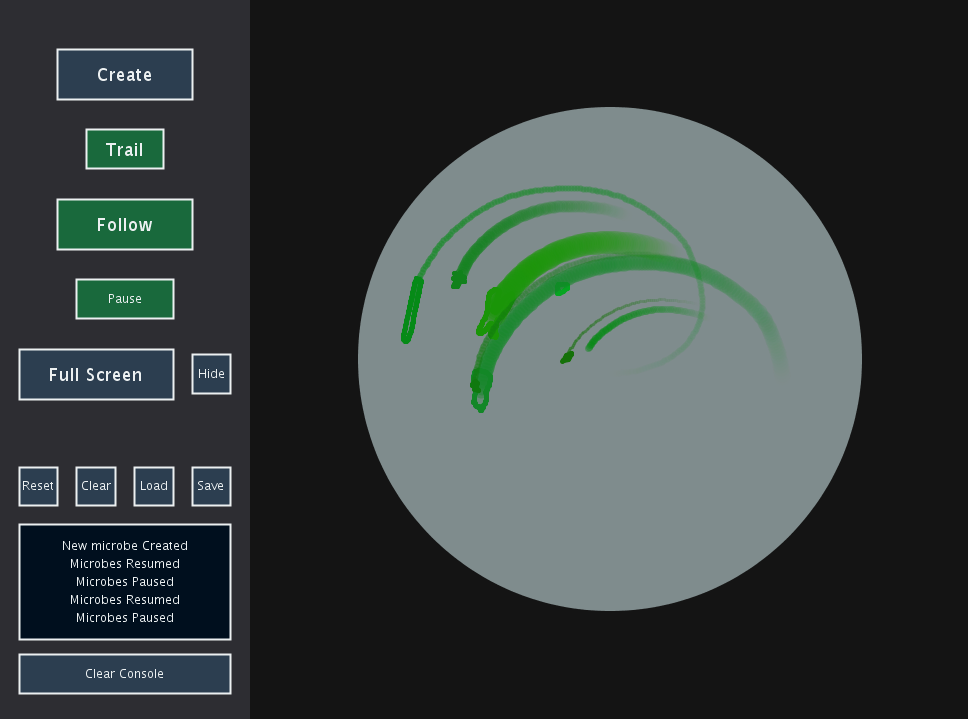 Create
Trail
Follow
Pause
Full Screen
Hide
Reset
Clear
Load
Save
New microbe Created
Microbes Resumed
Microbes Paused
Microbes Resumed
Microbes Paused
Clear Console